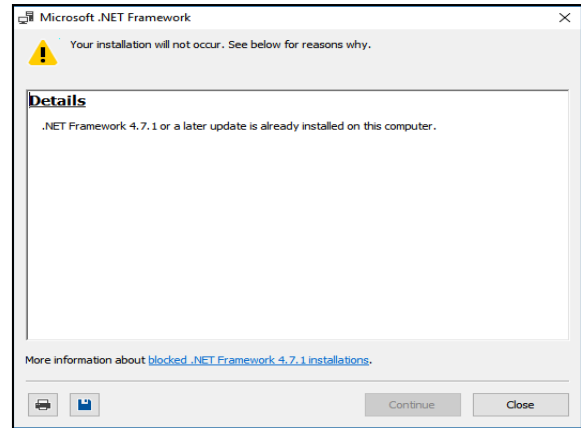 Microsoft .NET Framework
Your installation will not occur. See below for reasons why.
Details
.NET Framework 4.7.1 or a later update is already installed on this computer.
More information about blocked .NET Framework 4.7.1 installations.
Continue
Close